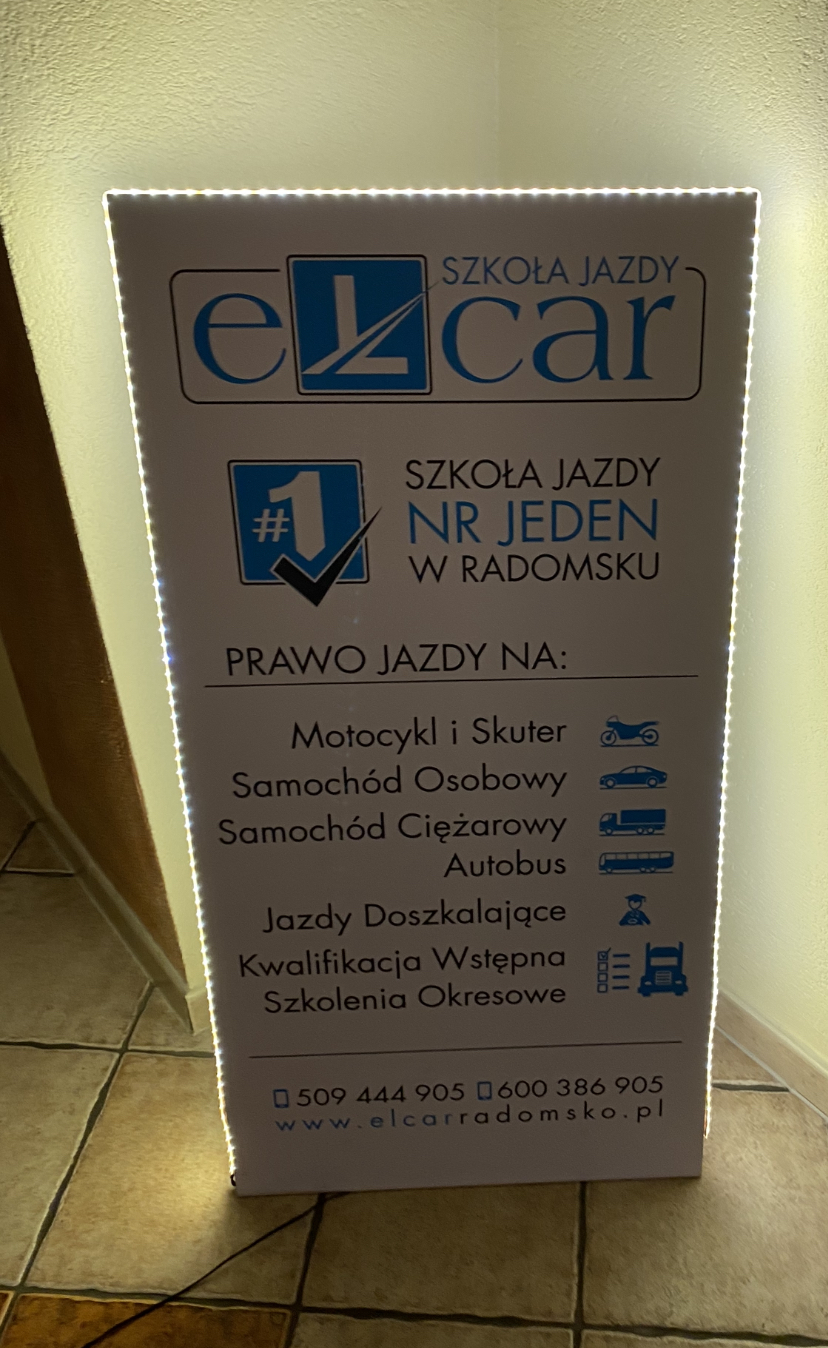 SZKOŁA JAZDY
eLcar
#1
SZKOŁA JAZDY
NR JEDEN
W RADOMSKU
PRAWO JAZDY NA:
Motocykl i Skuter
Samochód Osobowy
Samochód Ciężarowy
Autobus
Jazdy Doszkalające
Kwalifikacja Wstępna
Szkolenia Okresowe
509 444 905 600 386 905
www.elcarradomsko.pl